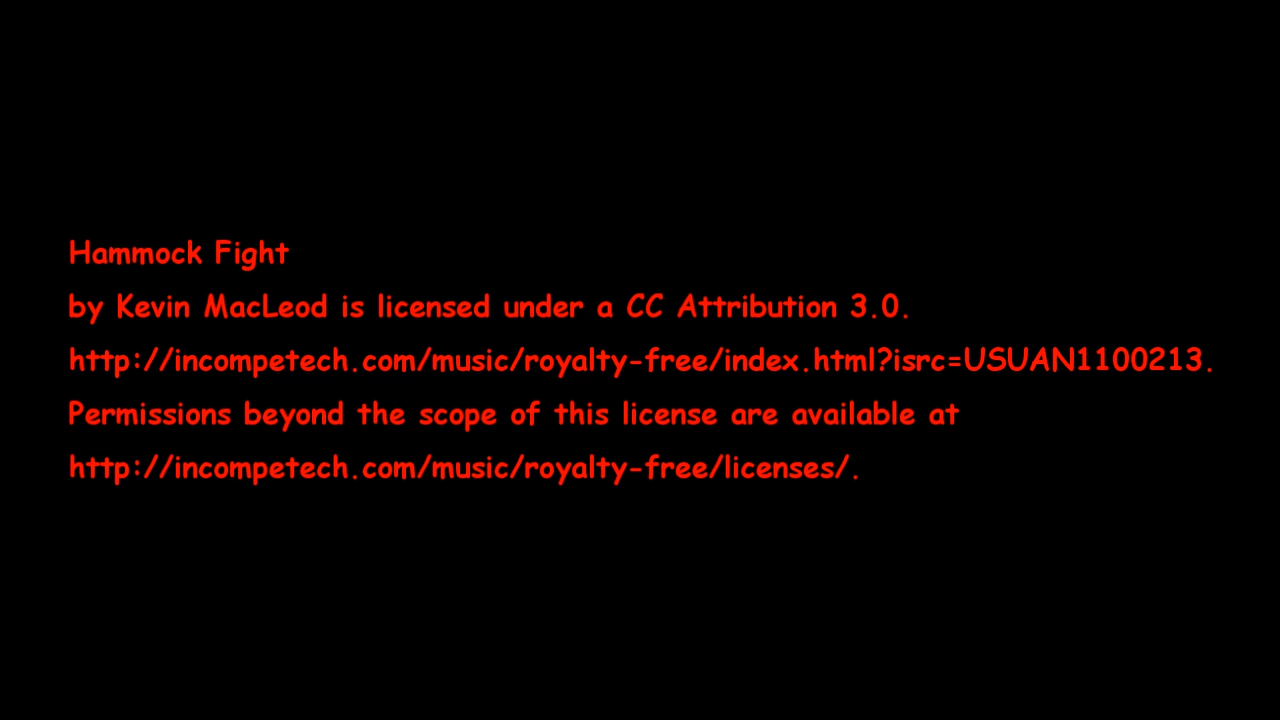 Hammock Fight
by Kevin MacLeod is licensed under a CC Attribution 3.0.
http://incompetech.com/music/royalty-free/index.html?isrc=USUAN1100213.
Permissions beyond the scope of this license are available at
http://incompetech.com/music/royalty-free/licenses/.